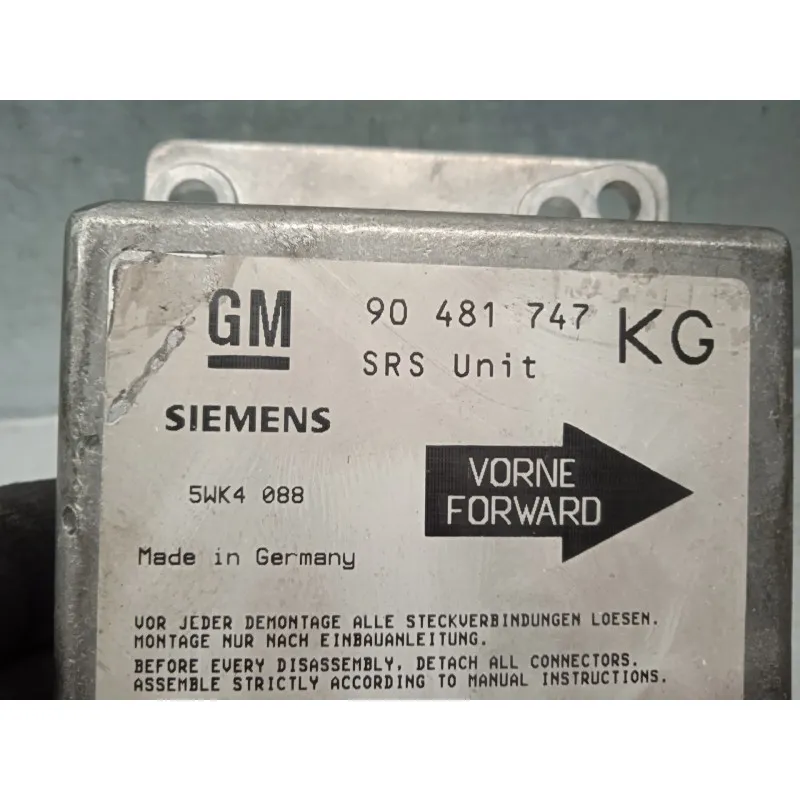 GM 90 481 747 KG
SRS Unit
SIEMENS
5WK4 088
VORNE
FORWARD
Made in Germany
VOR JEDER DEMONTAGE ALLE STECKVERBINDUNGEN LOESEN.
MONTAGE NUR NACH EINBAUANLEITUNG.
BEFORE EVERY DISASSEMBLY, DETACH ALL CONNECTORS.
ASSEMBLE STRICTLY ACCORDING TO MANUAL INSTRUCTIONS.